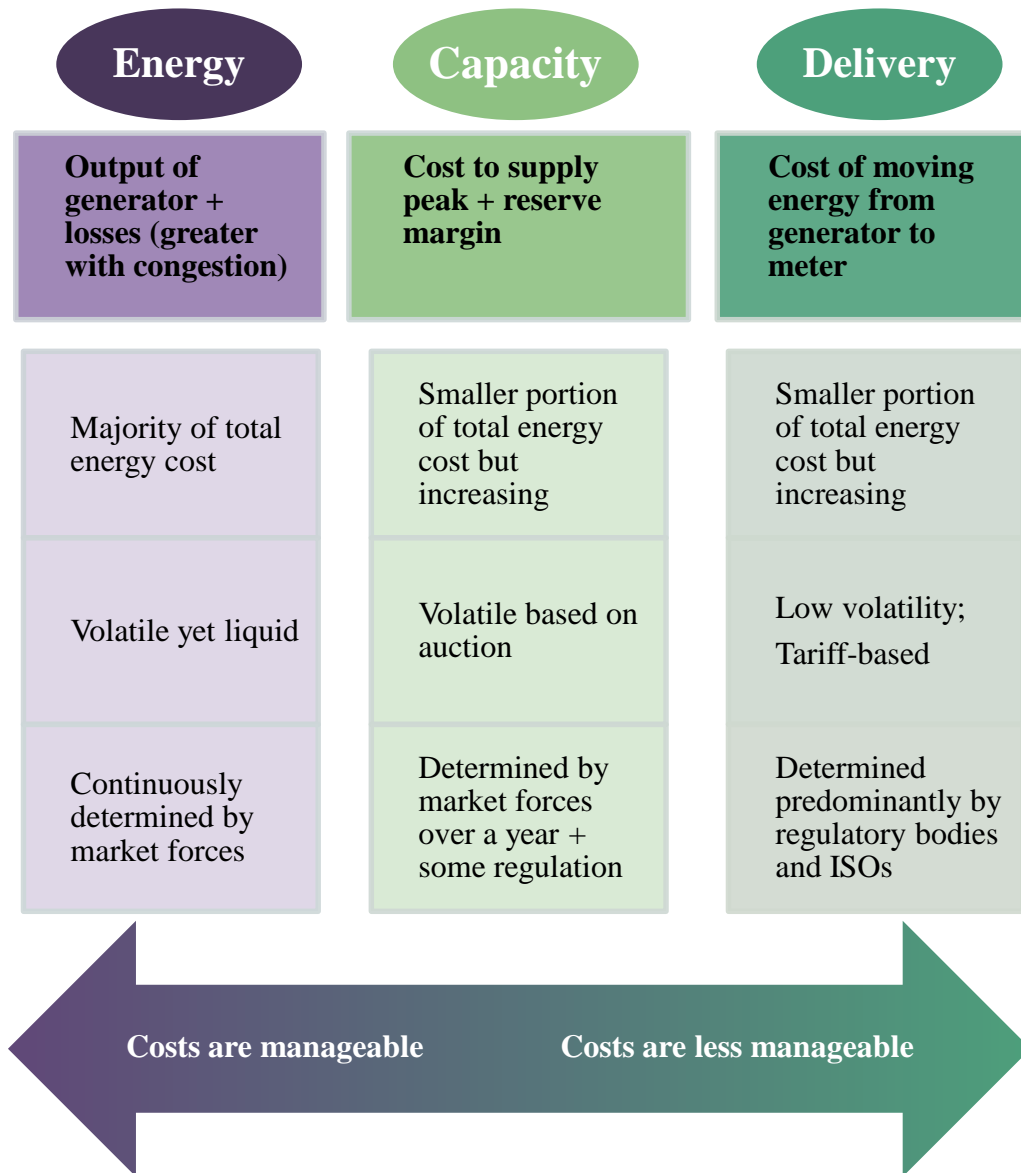 Energy
Capacity
Delivery
Output of
generator +
losses (greater
with congestion)
Cost to supply
peak + reserve
margin
Cost of moving
energy from
generator to
meter
Majority of total
energy cost
Smaller portion
of total energy
cost but
increasing
Smaller portion
of total energy
cost but
increasing
Volatile yet liquid
Volatile based on
auction
Low volatility;
Tariff-based
Continuously
determined by
market forces
Determined by
market forces
over a year +
some regulation
Determined
predominantly by
regulatory bodies
and ISOs
Costs are manageable
Costs are less manageable